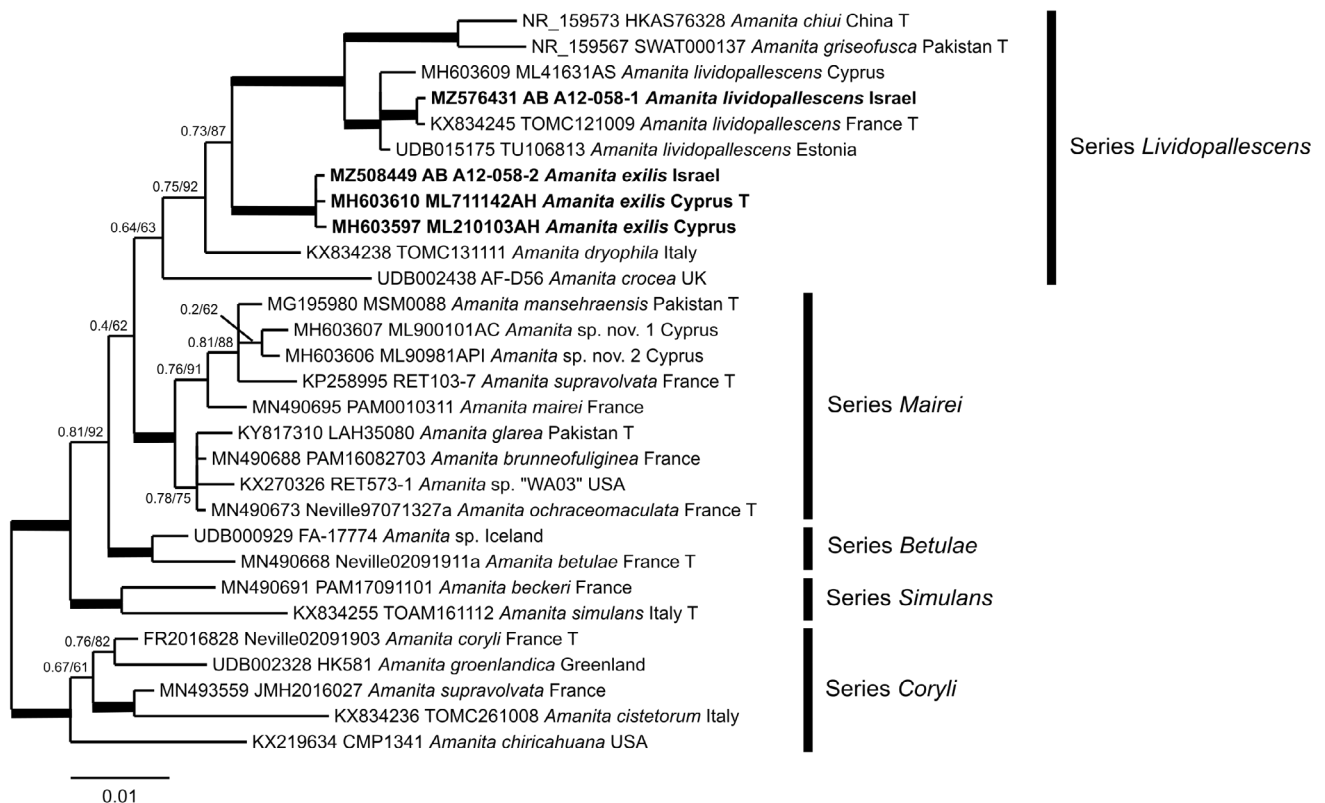 NR_159573 HKAS76328 Amanita chiui China T
NR_159567 SWAT000137 Amanita griseofusca Pakistan T
MH603609 ML41631AS Amanita lividopallescens Cyprus
MZ576431 AB A12-058-1 Amanita lividopallescens Israel
KX834245 TOMC121009 Amanita lividopallescens France T
UDB015175 TU106813 Amanita lividopallescens Estonia
MZ508449 AB A12-058-2 Amanita exilis Israel
MH603610 ML711142AH Amanita exilis Cyprus T
MH603597 ML210103AH Amanita exilis Cyprus
KX834238 TOMC131111 Amanita dryophila Italy
UDB002438 AF-D56 Amanita crocea UK
Series Lividopallescens
0.73/87
0.75/92
0.64/63
0.4/62
MG195980 MSM0088 Amanita mansehraensis Pakistan T
MH603607 ML900101AC Amanita sp. nov. 1 Cyprus
MH603606 ML90981API Amanita sp. nov. 2 Cyprus
KP258995 RET103-7 Amanita supravolvata France T
MN490695 PAM0010311 Amanita mairei France
KY817310 LAH35080 Amanita glarea Pakistan T
MN490688 PAM16082703 Amanita brunneofuliginea France
KX270326 RET573-1 Amanita sp. "WA03" USA
MN490673 Neville97071327a Amanita ochraceomaculata France T
Series Mairei
0.2/62
0.81/88
0.76/91
0.78/75
0.81/92
UDB000929 FA-17774 Amanita sp. Iceland
MN490668 Neville02091911a Amanita betulae France T
Series Betulae
MN490691 PAM17091101 Amanita beckeri France
KX834255 TOAM161112 Amanita simulans Italy T
Series Simulans
FR2016828 Neville02091903 Amanita coryli France T
UDB002328 HK581 Amanita groenlandica Greenland
MN493559 JMH2016027 Amanita supravolvata France
KX834236 TOMC261008 Amanita cistetorum Italy
KX219634 CMP1341 Amanita chiricahuana USA
Series Coryli
0.76/82
0.67/61
0.01